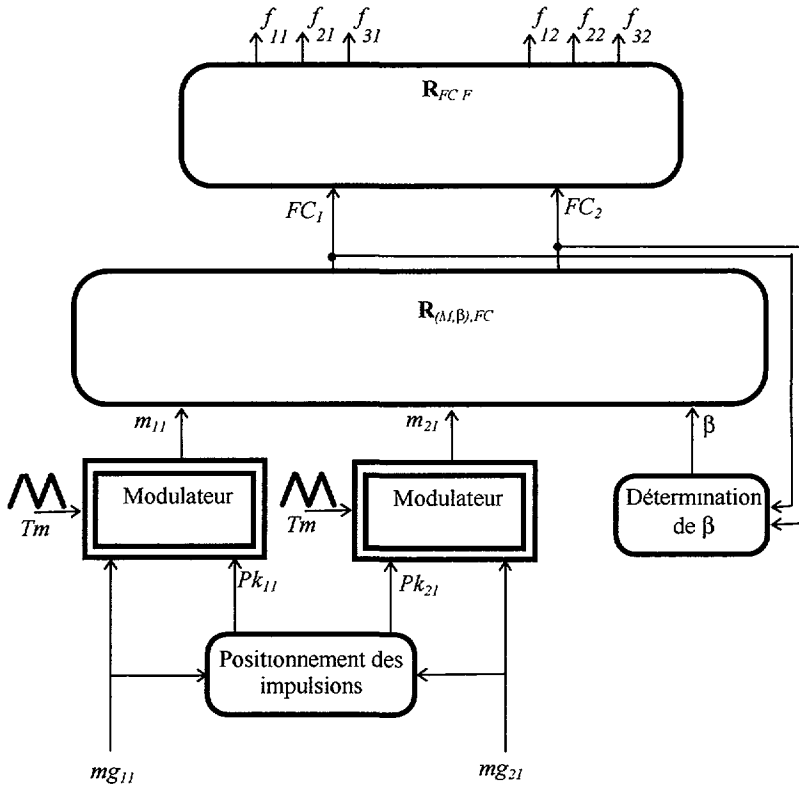 f11 f21 f31 f12 f22 f32
RFC F
FC1 FC2
R(M,β),FC
m11 m21 β
Modulateur
Modulateur
Détermination
de β
Tm Tm
Pk11 Pk21
Positionnement des
impulsions
mg11 mg21